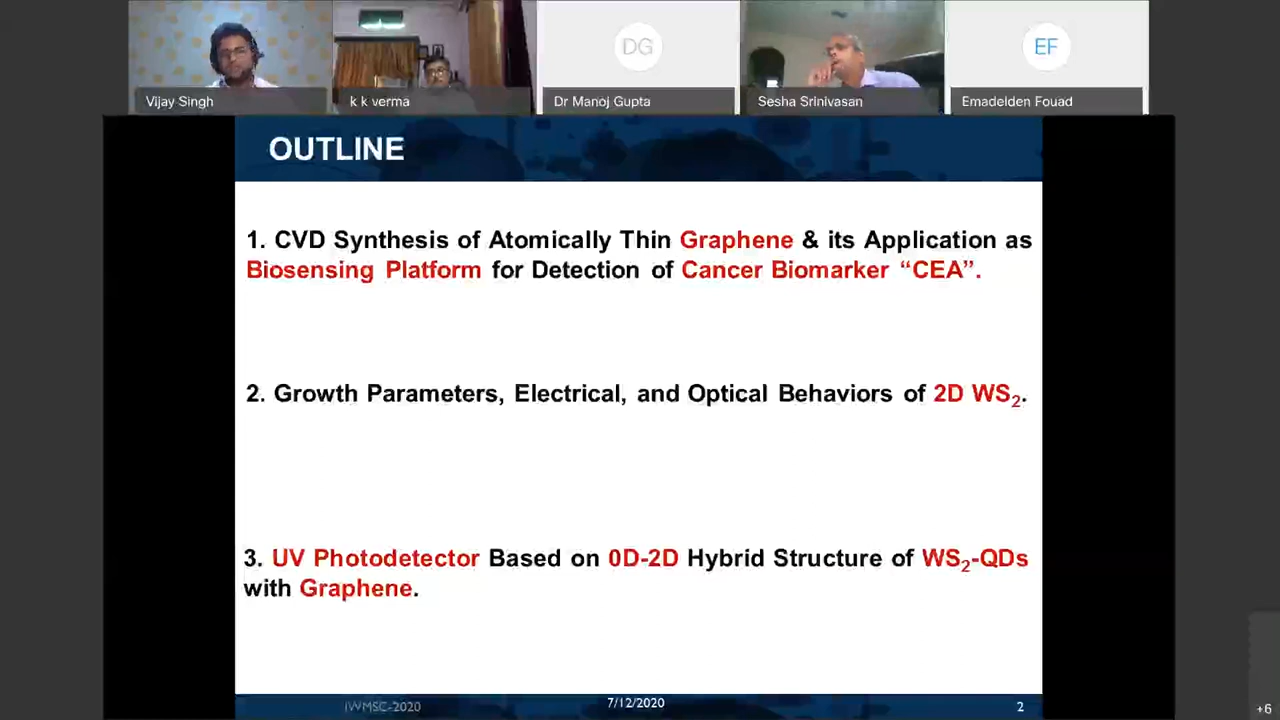 DG
EF
Vijay Singh
k k verma
Dr Manoj Gupta
Sesha Srinivasan
Emadelden Fouad
OUTLINE
1. CVD Synthesis of Atomically Thin Graphene & its Application as
Biosensing Platform for Detection of Cancer Biomarker “CEA”.
2. Growth Parameters, Electrical, and Optical Behaviors of 2D WS₂.
3. UV Photodetector Based on 0D-2D Hybrid Structure of WS₂-QDs
with Graphene.
IWMSC-2020
7/12/2020
2
+6